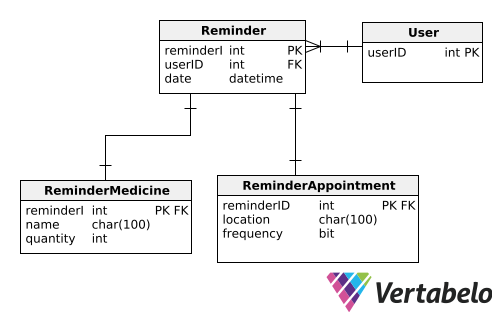 Reminder
reminderI int PK
userID int FK
date datetime
User
userID int PK
ReminderMedicine
reminderI int PK FK
name char(100)
quantity int
ReminderAppointment
reminderID int PK FK
location char(100)
frequency bit
Vertabelo